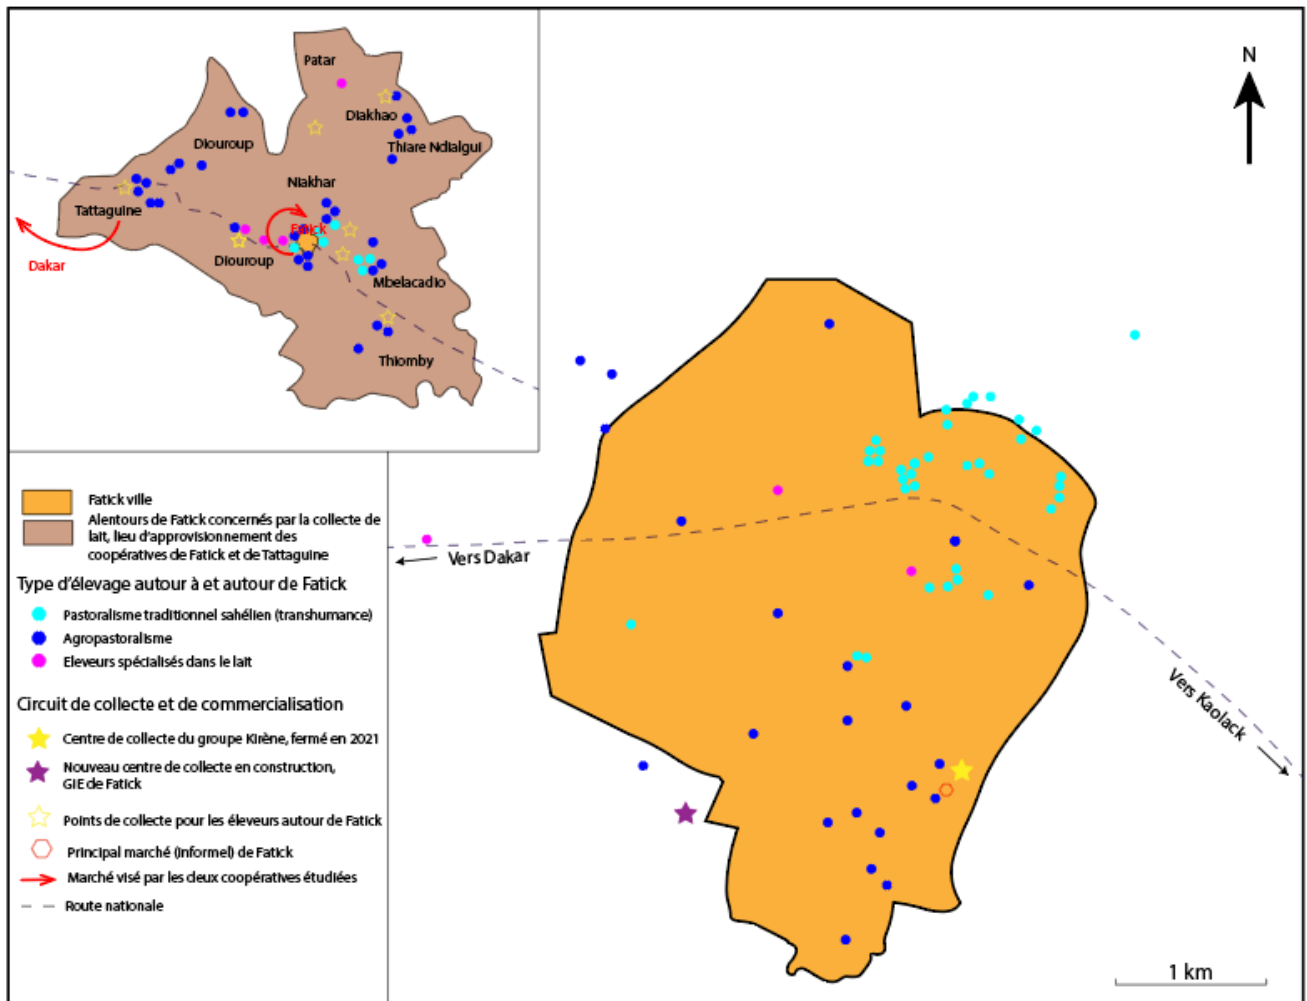 Patar
Diakhao
Diouroup
Thiare Ndialgui
Niakhar
Tattaguine
Fatick
Dakar
Diouroup
Mbelacadio
Thiomby
N
Fatick ville
Alentours de Fatick concernés par la collecte de
lait, lieu d'approvisionnement des
coopératives de Fatick et de Tattaguine
Type d'élevage autour à et autour de Fatick
Pastoralisme traditionnel sahélien (transhumance)
Agropastoralisme
Eleveurs spécialisés dans le lait
Circuit de collecte et de commercialisation
Centre de collecte du groupe Kirène, fermé en 2021
Nouveau centre de collecte en construction,
GIE de Fatick
Points de collecte pour les éleveurs autour de Fatick
Principal marché (informel) de Fatick
Marché visé par les deux coopératives étudiées
Route nationale
Vers Dakar
Vers Kaolack
1 km